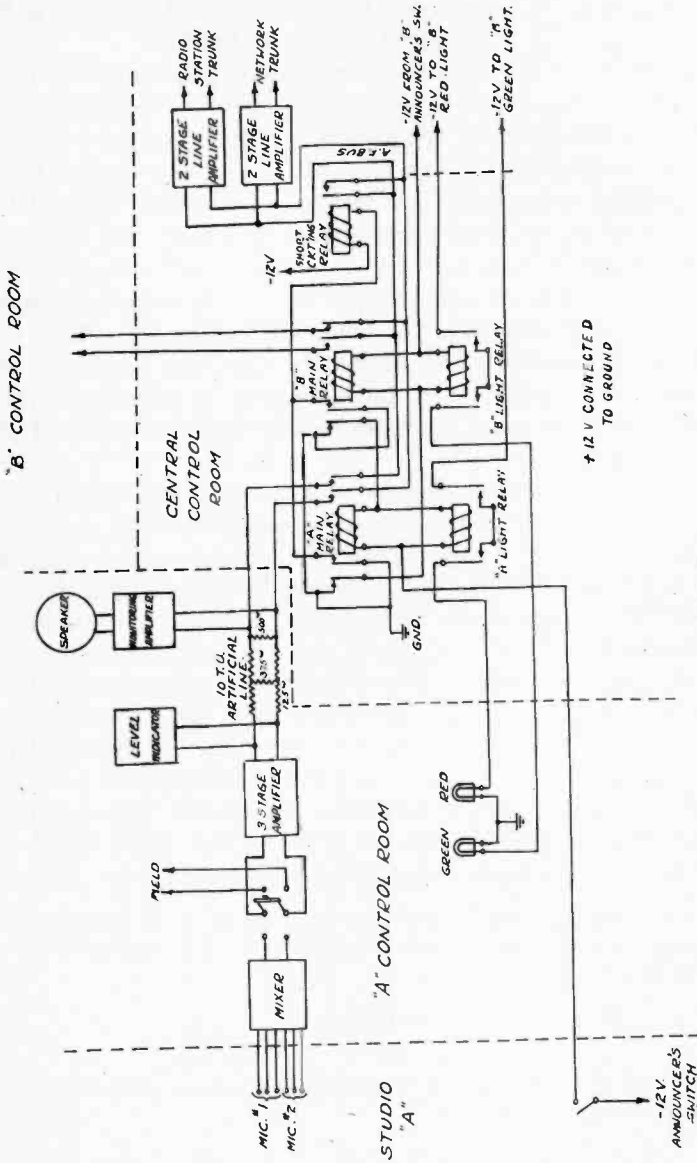 "B" CONTROL ROOM
RADIO
STATION
TRUNK
2 STAGE
LINE
AMPLIFIER
NETWORK
TRUNK
2 STAGE
LINE
AMPLIFIER
-12V FROM "B"
ANNOUNCER'S SW.
-12V TO "B"
RED LIGHT
-12V TO "A"
GREEN LIGHT.
A.F. BUS
SHORT
CKTING
RELAY
-12V
CENTRAL
CONTROL
ROOM
"B"
MAIN
RELAY
"B" LIGHT RELAY
"A"
MAIN
RELAY
"A" LIGHT RELAY
+12 V CONNECTED
TO GROUND
GND.
SPEAKER
MONITORING
AMPLIFIER
LEVEL
INDICATOR
10 T.U.
ARTIFICIAL
LINE
500 ω
375 ω
125 ω
3 STAGE
AMPLIFIER
FIELD
MIXER
"A" CONTROL ROOM
GREEN
RED
MIC. #1
MIC. #2
STUDIO
"A"
-12V.
ANNOUNCER'S
SWITCH